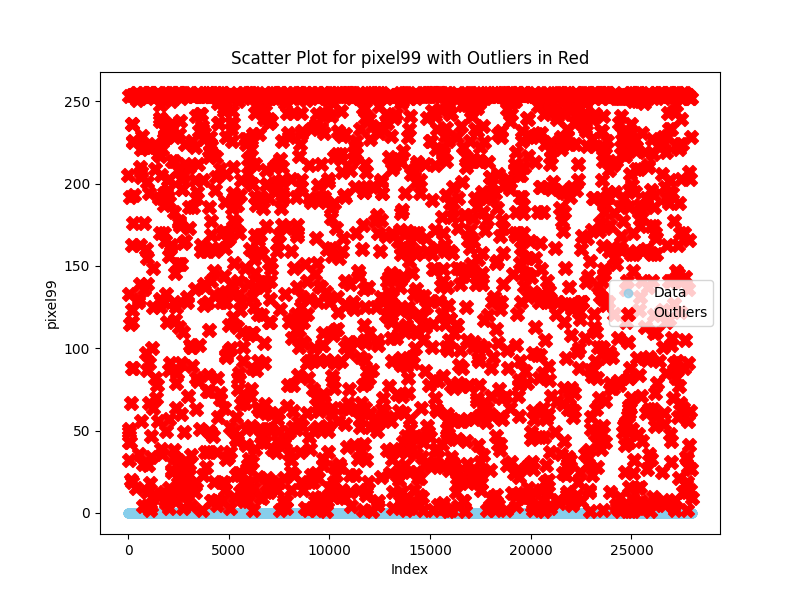 Scatter Plot for pixel99 with Outliers in Red
250
200
150
100
50
0
pixel99
Data
Outliers
0 5000 10000 15000 20000 25000
Index